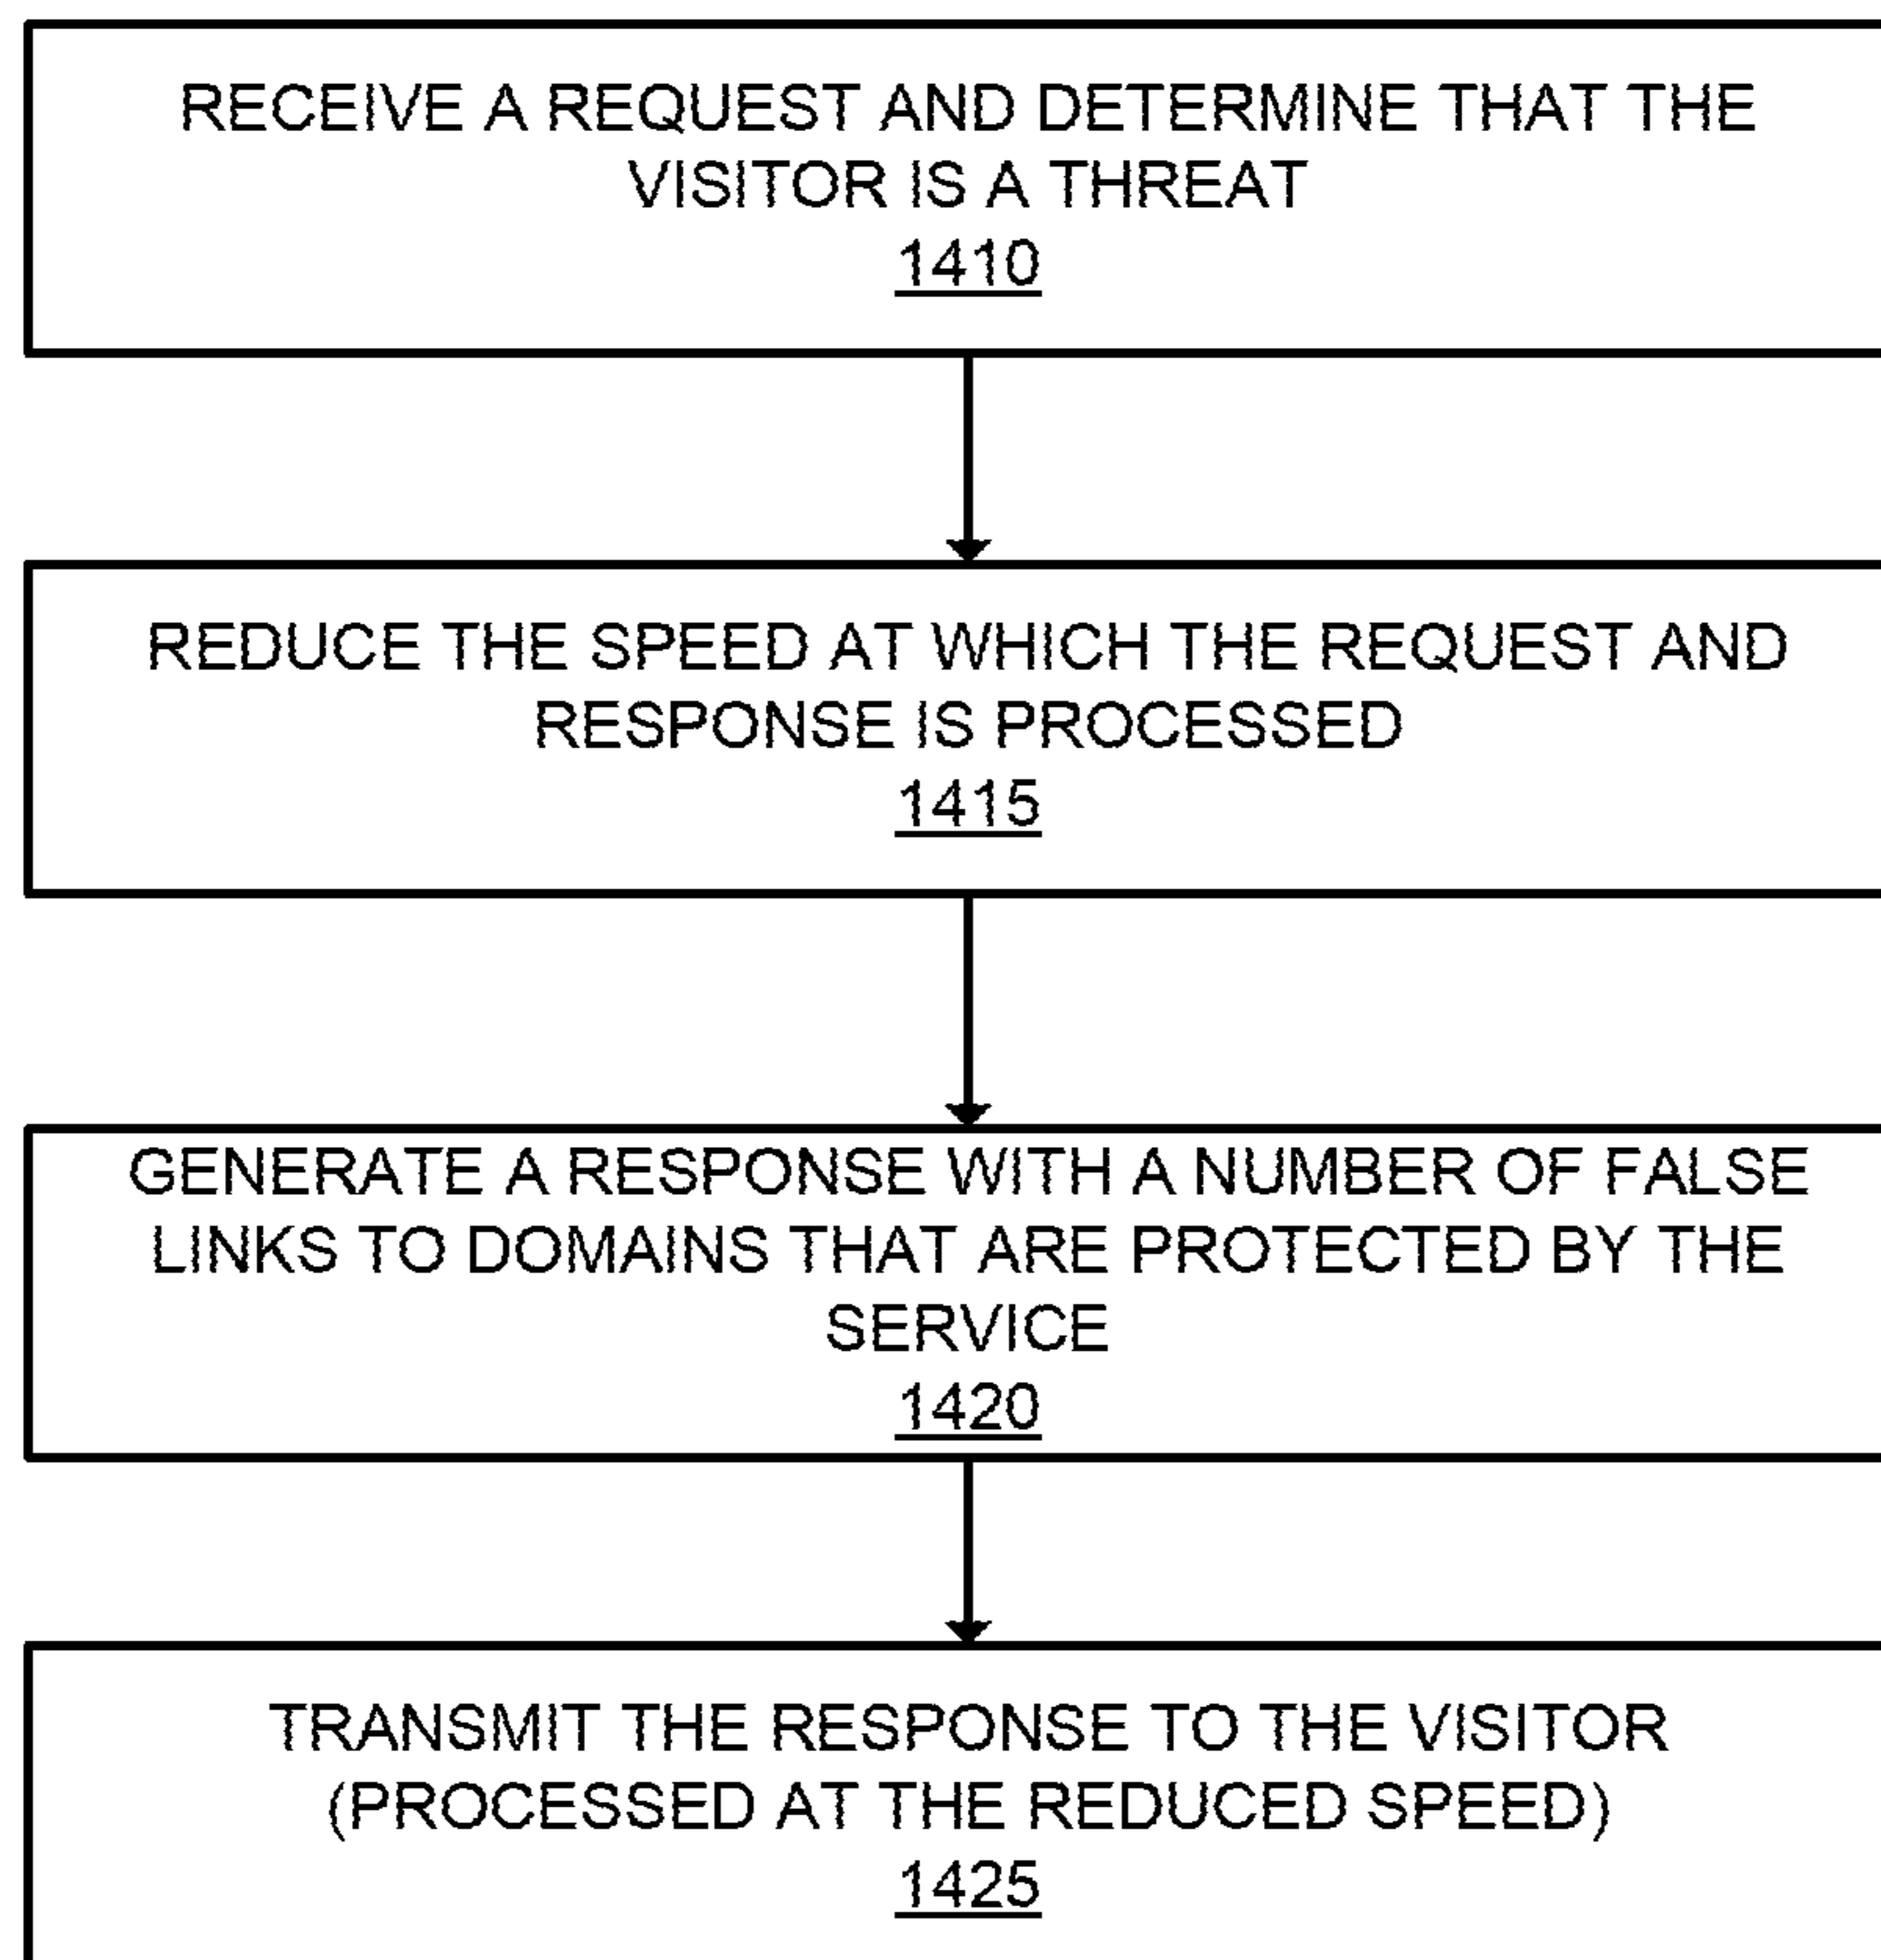 RECEIVE A REQUEST AND DETERMINE THAT THE
VISITOR IS A THREAT
1410
REDUCE THE SPEED AT WHICH THE REQUEST AND
RESPONSE IS PROCESSED
1415
GENERATE A RESPONSE WITH A NUMBER OF FALSE
LINKS TO DOMAINS THAT ARE PROTECTED BY THE
SERVICE
1420
TRANSMIT THE RESPONSE TO THE VISITOR
(PROCESSED AT THE REDUCED SPEED)
1425